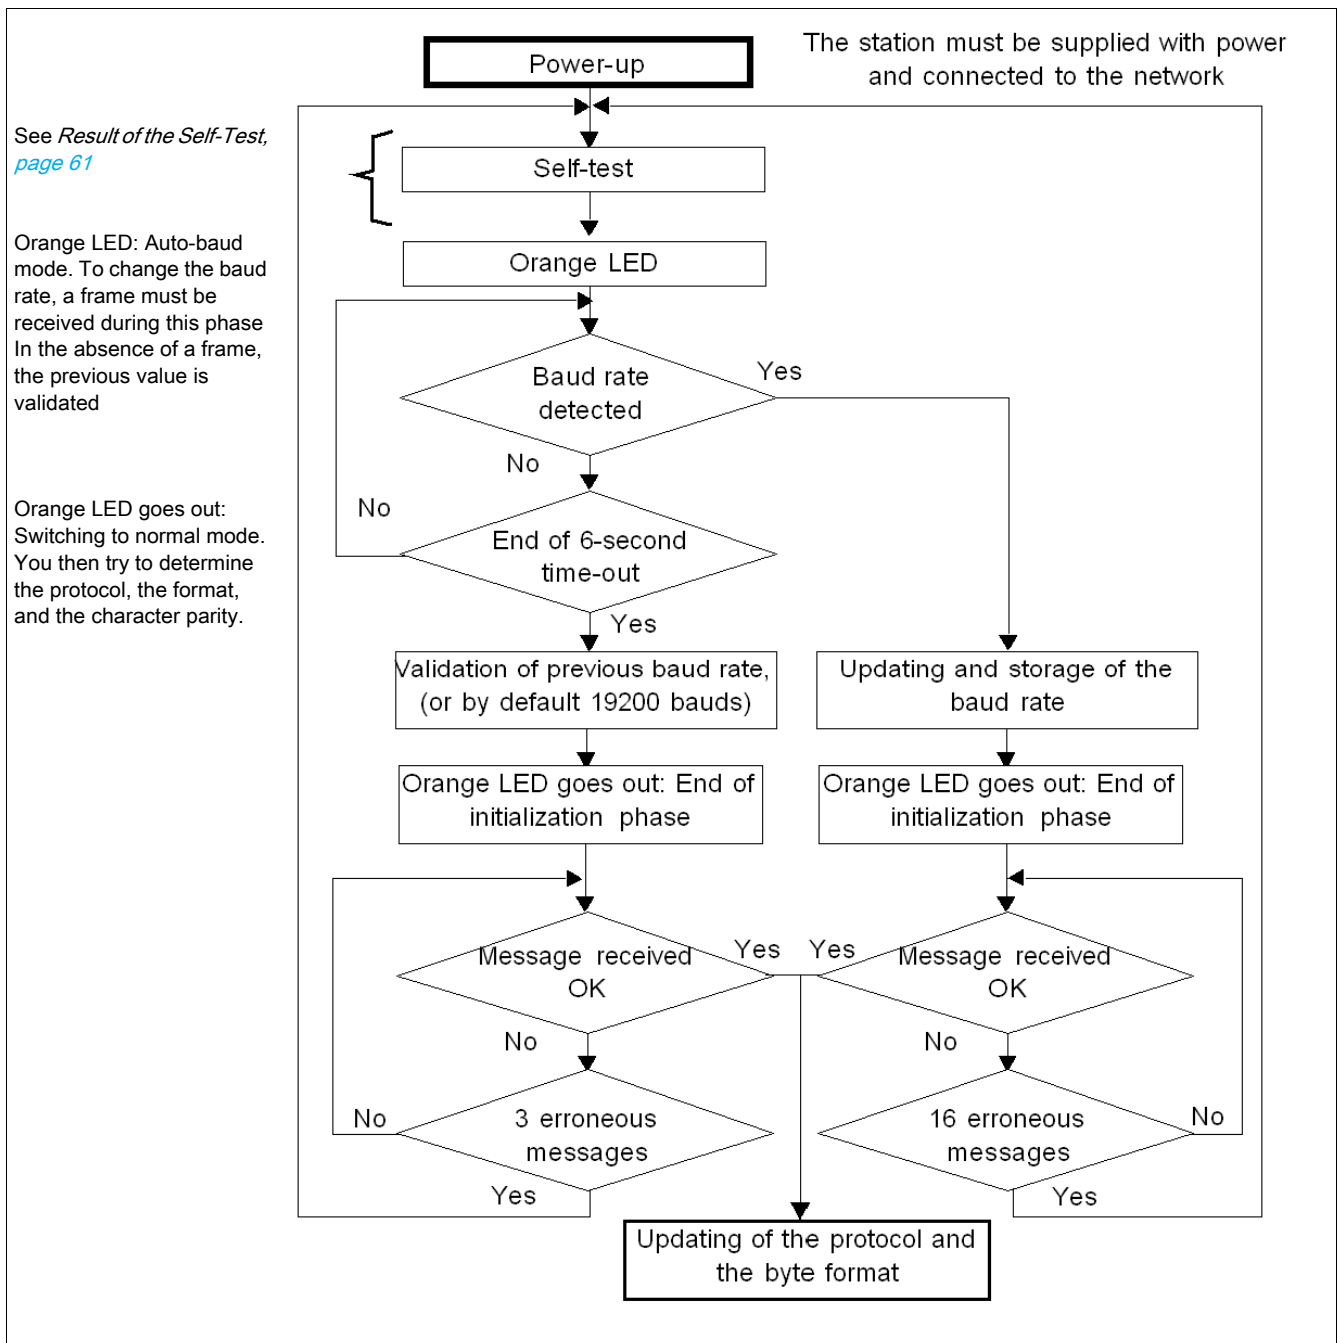 Power-up
The station must be supplied with power
and connected to the network
See Result of the Self-Test,
page 61
Self-test
Orange LED: Auto-baud
mode. To change the baud
rate, a frame must be
received during this phase
In the absence of a frame,
the previous value is
validated
Orange LED
Baud rate
detected
Yes
No
Orange LED goes out:
Switching to normal mode.
You then try to determine
the protocol, the format,
and the character parity.
No
End of 6-second
time-out
Yes
Validation of previous baud rate,
(or by default 19200 bauds)
Updating and storage of the
baud rate
Orange LED goes out: End of
initialization phase
Orange LED goes out: End of
initialization phase
Message received
OK
Yes
Yes
Message received
OK
No
No
No
3 erroneous
messages
16 erroneous
messages
No
Yes
Yes
Updating of the protocol and
the byte format